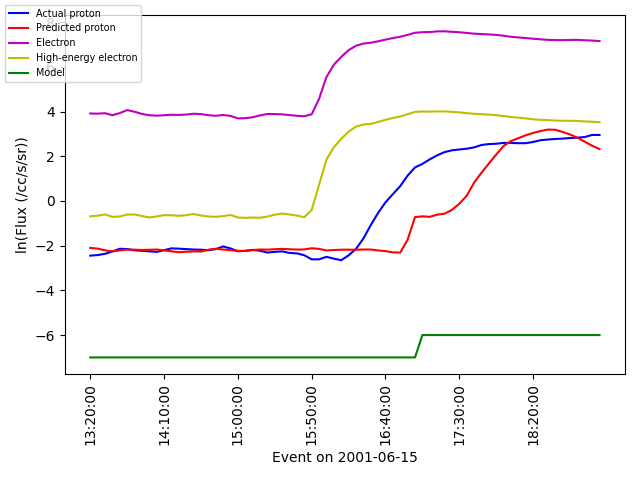 Actual proton
Predicted proton
Electron
High-energy electron
Model
4
2
0
−2
−4
−6
ln(Flux (/cc/s/sr))
13:20:00
14:10:00
15:00:00
15:50:00
16:40:00
17:30:00
18:20:00
Event on 2001-06-15